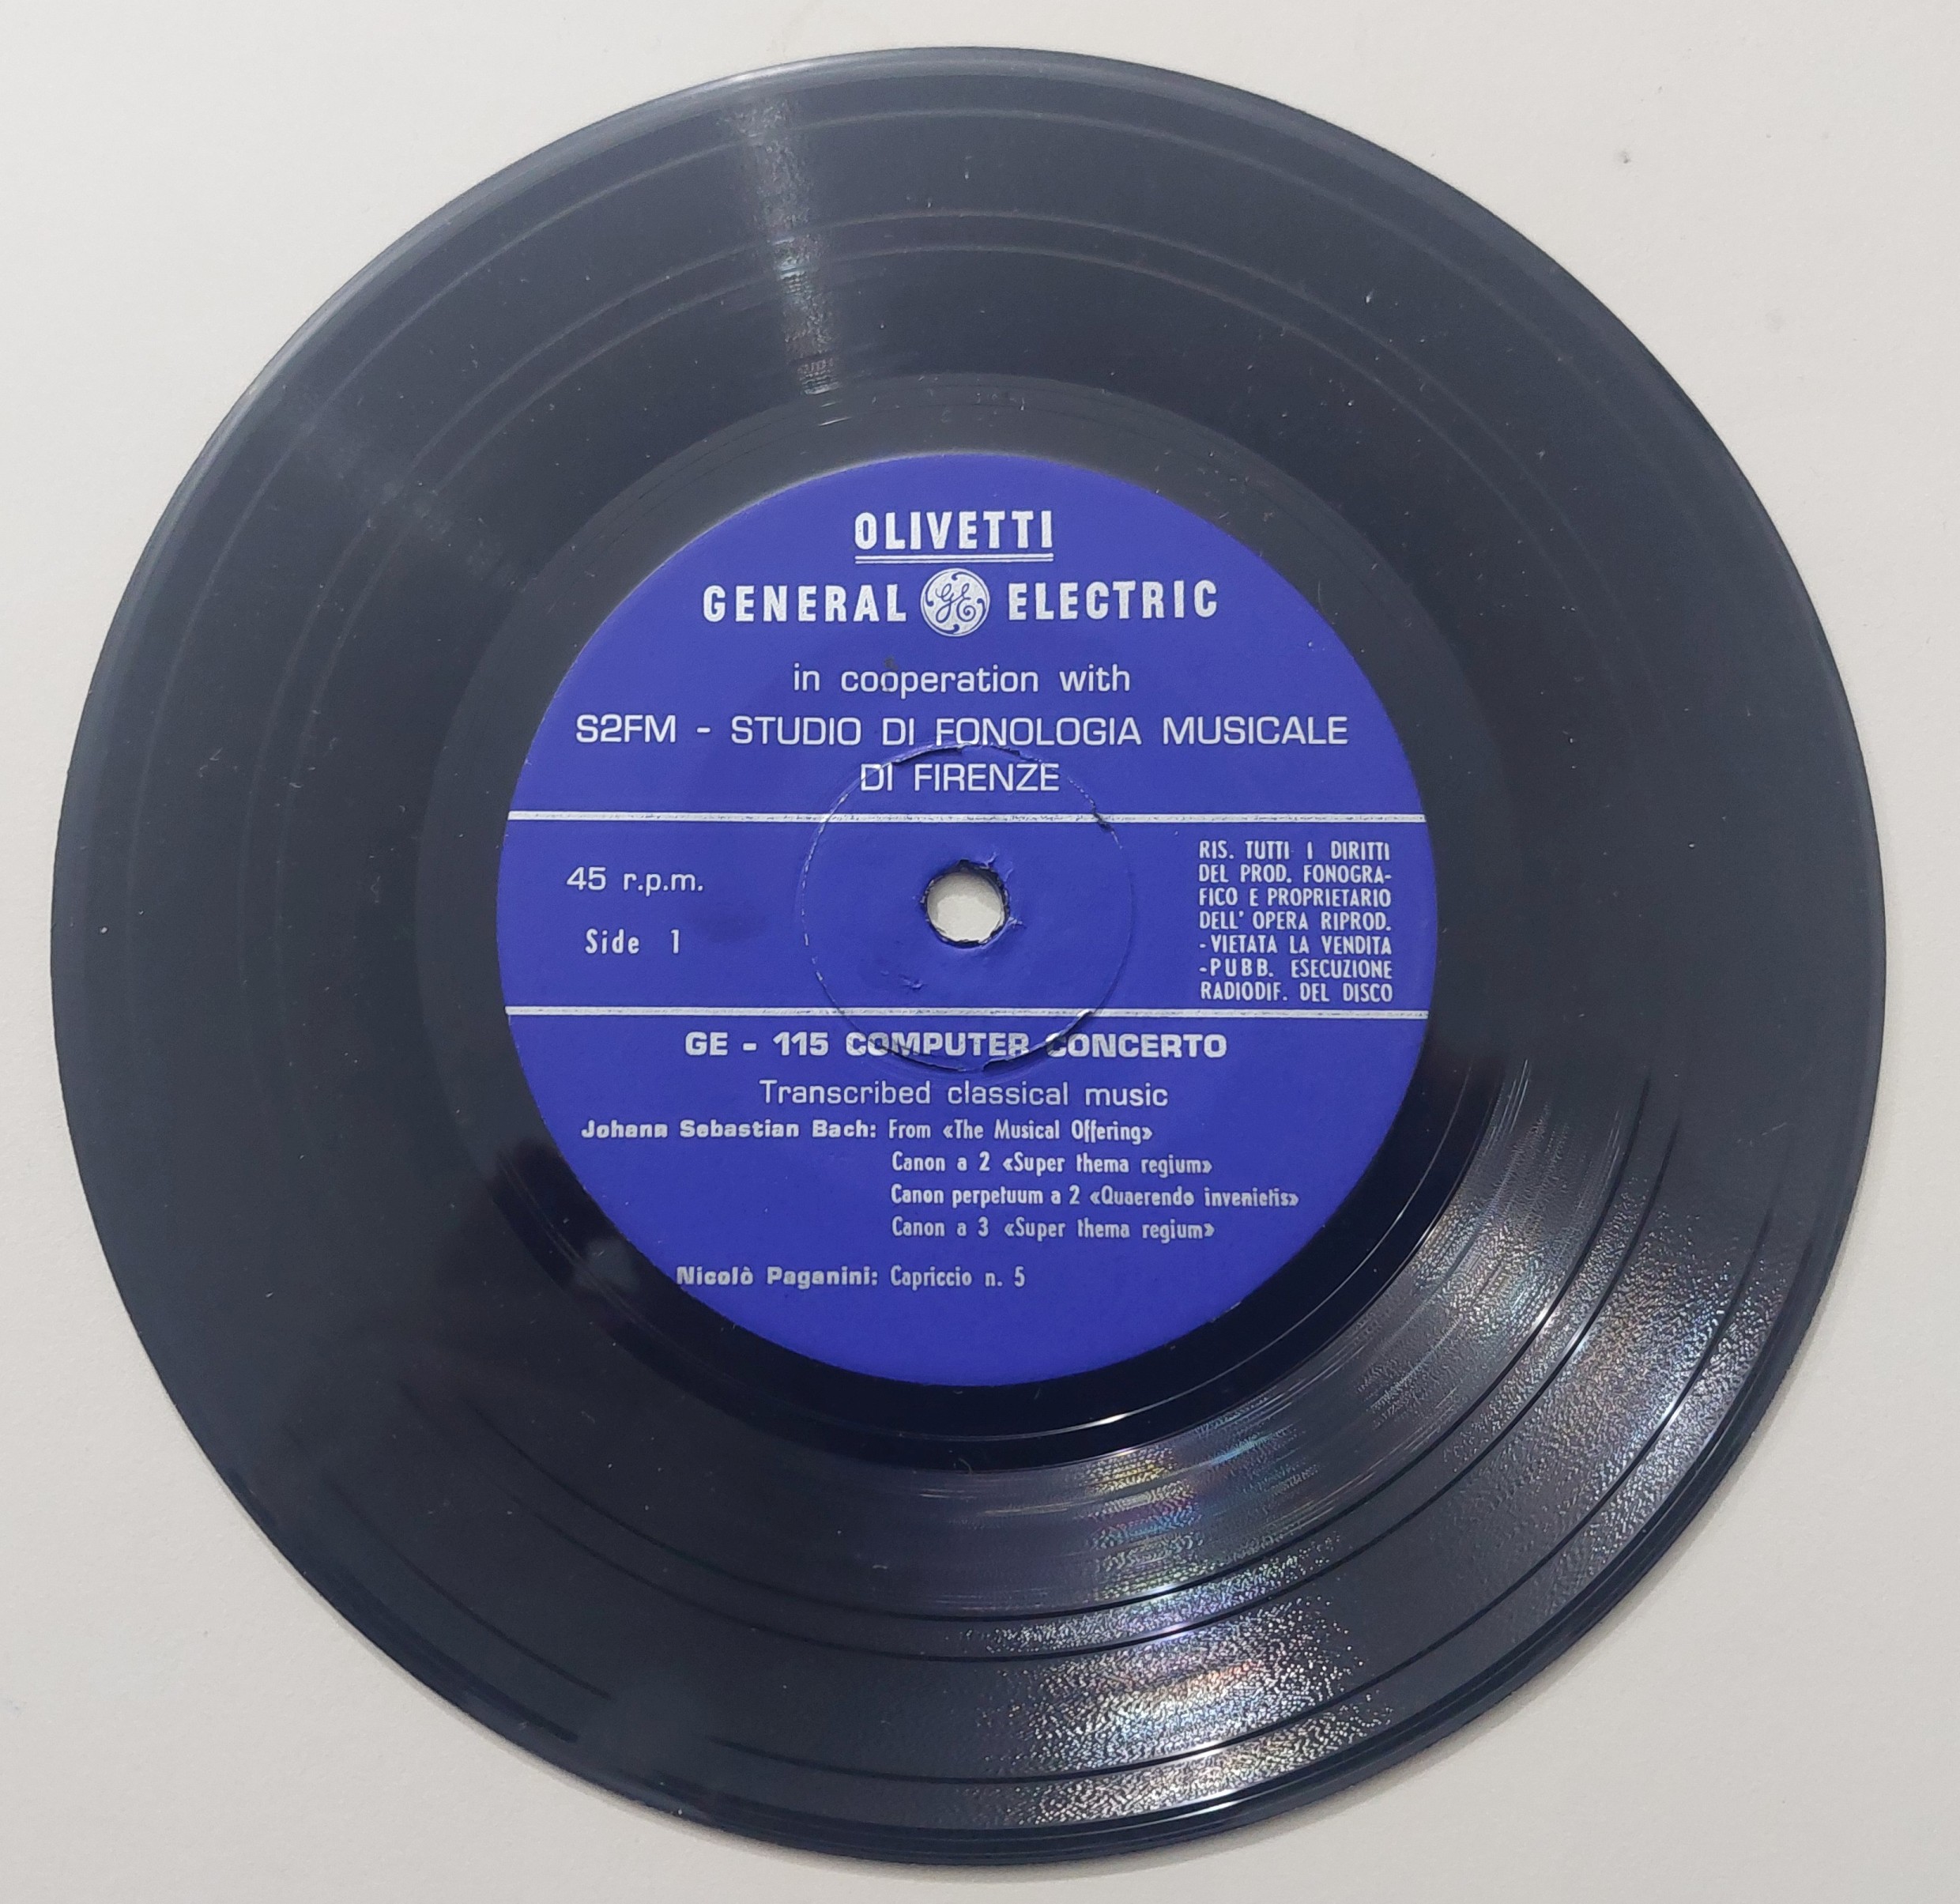 OLIVETTI
GENERAL GE ELECTRIC
in cooperation with
S2FM - STUDIO DI FONOLOGIA MUSICALE
DI FIRENZE
45 r.p.m.
Side 1
RIS. TUTTI I DIRITTI
DEL PROD. FONOGRA-
FICO E PROPRIETARIO
DELL' OPERA RIPROD.
-VIETATA LA VENDITA
-PUBB. ESECUZIONE
RADIODIF. DEL DISCO
GE - 115 COMPUTER CONCERTO
Transcribed classical music
Johann Sebastian Bach: From «The Musical Offering»
Canon a 2 «Super thema regium»
Canon perpetuum a 2 «Quaerendo invenietis»
Canon a 3 «Super thema regium»
Nicolò Paganini: Capriccio n. 5